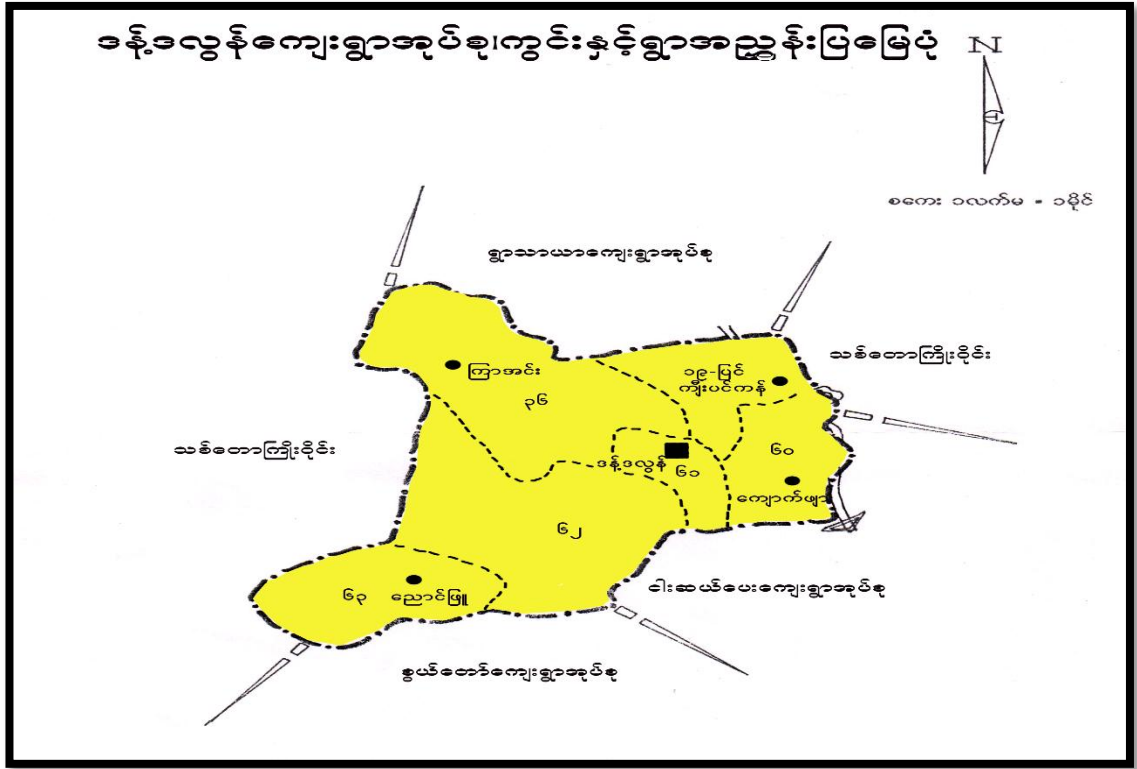 ဒန့်ဒလွန်ကျေးရွာအုပ်စု၊ကွင်းနှင့်ရွာအညွှန်းပြမြေပုံ
N
စကေး ၁လက်မ = ၁မိုင်
ရွာသာယာကျေးရွာအုပ်စု
သစ်တောကြိုးဝိုင်း
၁၉-ပြင်
ကျီးပင်ကန်
ကြာအင်း
၃၆
သစ်တောကြိုးဝိုင်း
၆၀
ဒန့်ဒလွန်
၆၁
ကျောက်ဖျာ
၆၂
ငါးဆယ်ပေးကျေးရွာအုပ်စု
၆၃
ညောင်ဖြူ
စွယ်တော်ကျေးရွာအုပ်စု